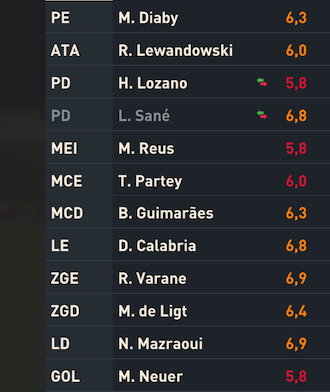 PE M. Diaby 6,3
ATA R. Lewandowski 6,0
PD H. Lozano 5,8
PD L. Sané 6,8
MEI M. Reus 5,8
MCE T. Partey 6,0
MCD B. Guimarães 6,3
LE D. Calabria 6,8
ZGE R. Varane 6,9
ZGD M. de Ligt 6,4
LD N. Mazraoui 6,9
GOL M. Neuer 5,8